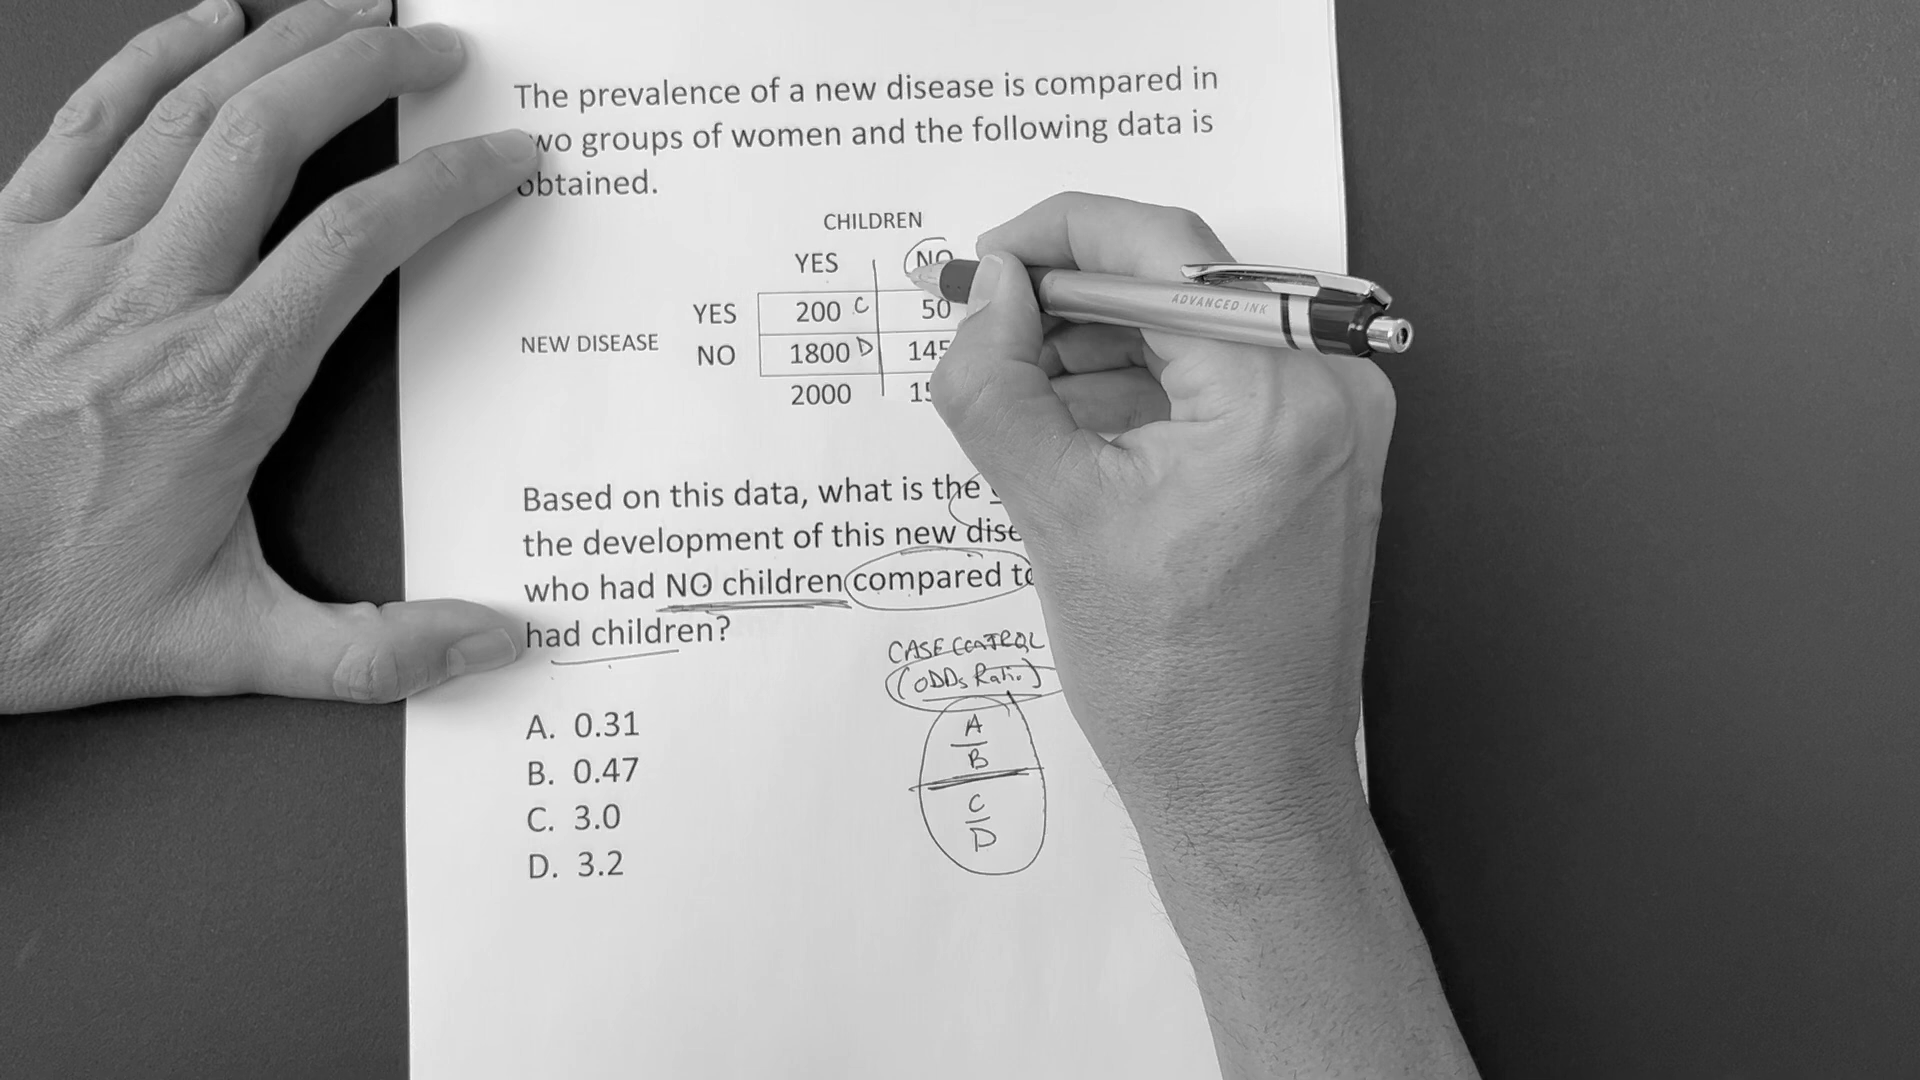 The prevalence of a new disease is compared in
wo groups of women and the following data is
obtained.
CHILDREN
YES NO
YES 200 C 50
NEW DISEASE
NO 1800 D 145
2000
Based on this data, what is the
the development of this new
who had NO children compared
had children?
CASE CONTROL
(ODDs Ratio)
A
B
C
D
A. 0.31
B. 0.47
C. 3.0
D. 3.2
ADVANCED INK